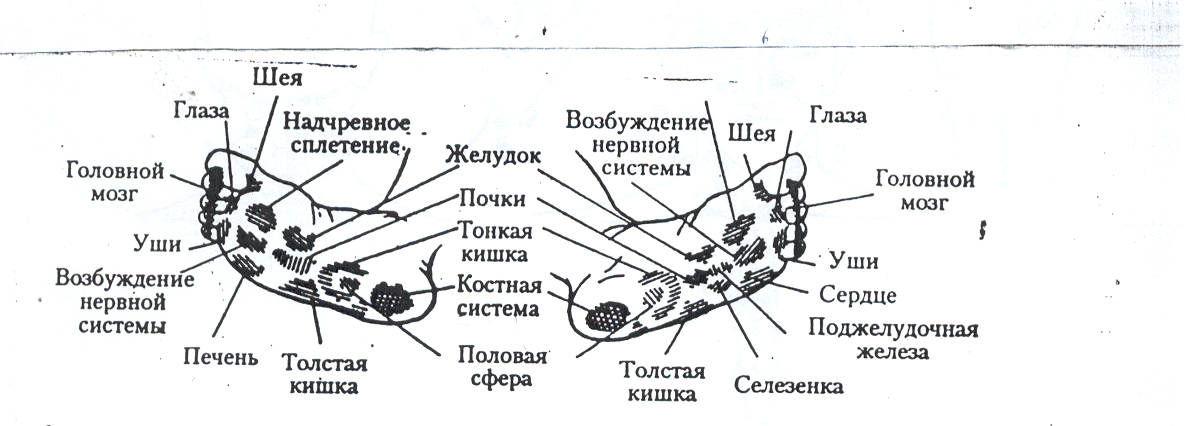 Шея
Глаза
Надчревное
сплетение
Головной
мозг
Уши
Возбуждение
нервной
системы
Печень
Толстая
кишка
Желудок
Почки
Тонкая
кишка
Костная
система
Половая
сфера
Возбуждение
нервной
системы
Шея
Глаза
Головной
мозг
Уши
Сердце
Поджелудочная
железа
Селезенка
Толстая
кишка